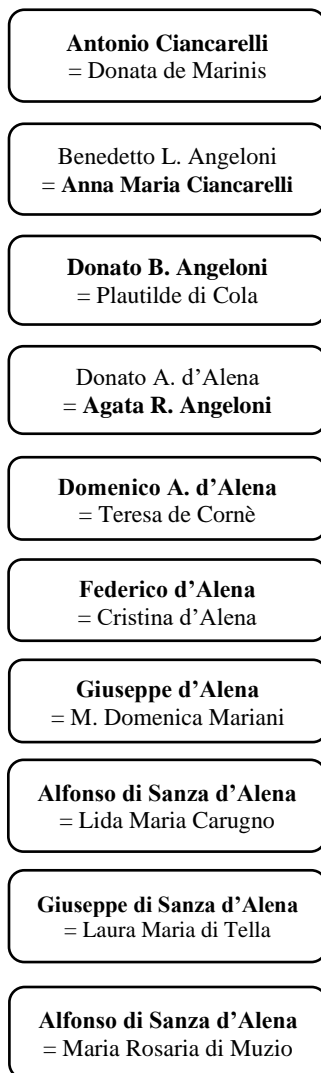 Antonio Ciancarelli
= Donata de Marinis
Benedetto L. Angeloni
= Anna Maria Ciancarelli
Donato B. Angeloni
= Plautilde di Cola
Donato A. d’Alena
= Agata R. Angeloni
Domenico A. d’Alena
= Teresa de Cornè
Federico d’Alena
= Cristina d’Alena
Giuseppe d’Alena
= M. Domenica Mariani
Alfonso di Sanza d’Alena
= Lida Maria Carugno
Giuseppe di Sanza d’Alena
= Laura Maria di Tella
Alfonso di Sanza d’Alena
= Maria Rosaria di Muzio